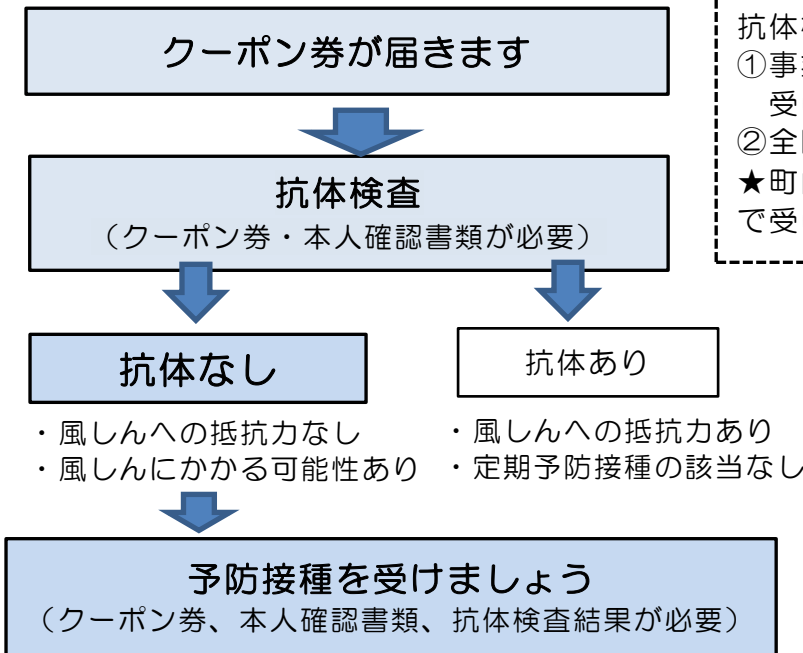 クーポン券が届きます
抗体検査
（クーポン券・本人確認書類が必要）
抗体なし
・風しんへの抵抗力なし
・風しんにかかる可能性あり
抗体あり
・風しんへの抵抗力あり
・定期予防接種の該当なし
予防接種を受けましょう
（クーポン券、本人確認書類、抗体検査結果が必要）
抗体
①事
受
②全
★町
で受